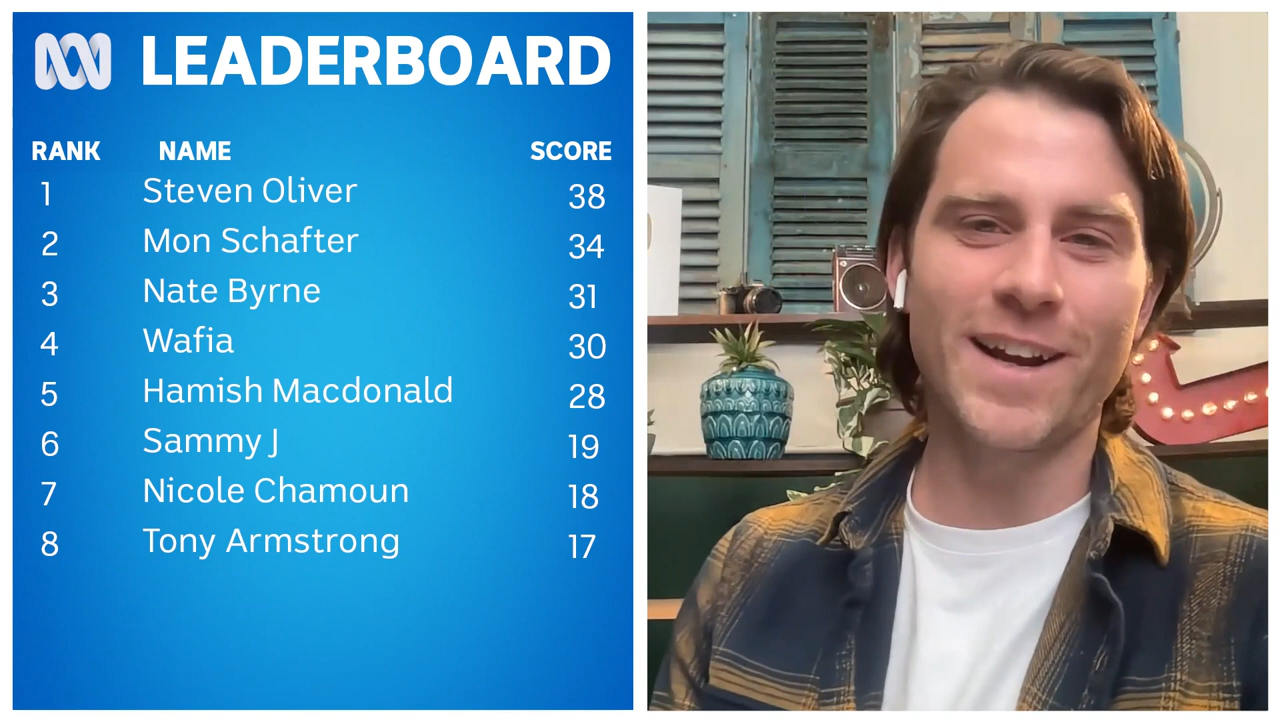 LEADERBOARD
RANK NAME SCORE
1 Steven Oliver 38
2 Mon Schafter 34
3 Nate Byrne 31
4 Wafia 30
5 Hamish Macdonald 28
6 Sammy J 19
7 Nicole Chamoun 18
8 Tony Armstrong 17